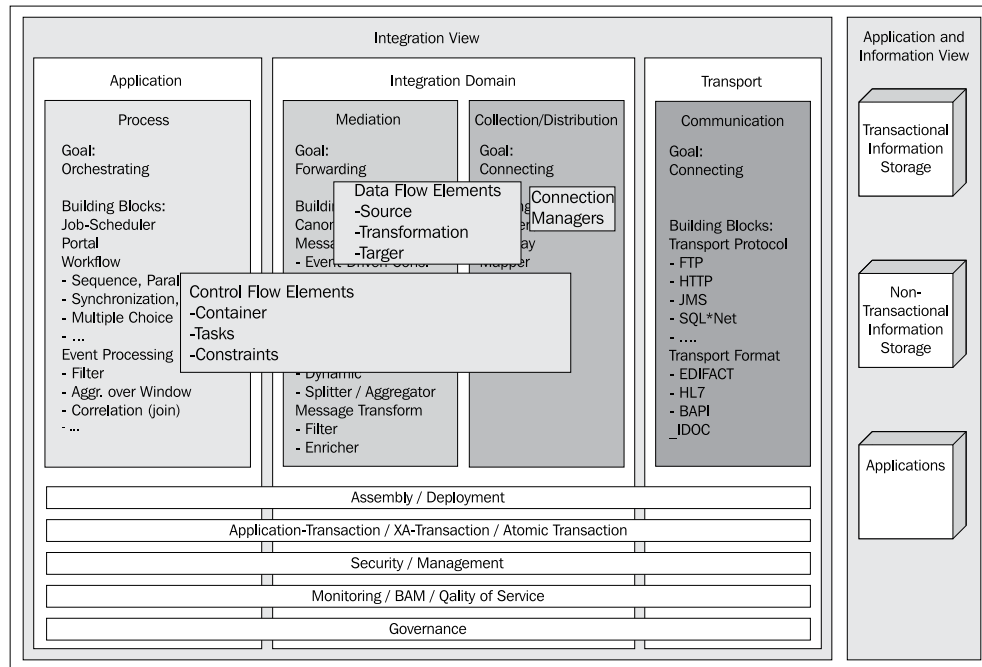 Integration View
Application and
Information View
Application
Integration Domain
Transport
Process
Goal:
Orchestrating
Building Blocks:
Job-Scheduler
Portal
Workflow
- Sequence, Paral
- Synchronization,
- Multiple Choice
- ...
Event Processing
- Filter
- Aggr. over Window
- Correlation (join)
- ...
Mediation
Goal:
Forwarding
Message Transform
- Splitter / Aggregator
- Filter
- Enricher
Collection/Distribution
Goal:
Connecting
Data Flow Elements
-Source
-Transformation
-Targer
Connection
Managers
Control Flow Elements
-Container
-Tasks
-Constraints
Communication
Goal:
Connecting
Building Blocks:
Transport Protocol
- FTP
- HTTP
- JMS
- SQL*Net
- ....
Transport Format
- EDIFACT
- HL7
- BAPI
_IDOC
Transactional
Information
Storage
Non-
Transactional
Information
Storage
Applications
Assembly / Deployment
Application-Transaction / XA-Transaction / Atomic Transaction
Security / Management
Monitoring / BAM / Qality of Service
Governance